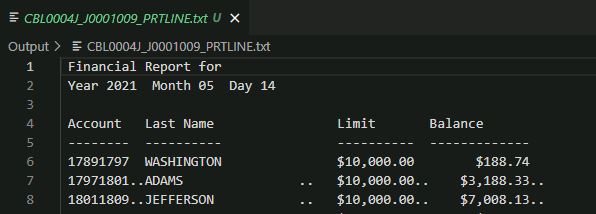 CBL0004J_J0001009_PRTLINE.txt U ×
Output > CBL0004J_J0001009_PRTLINE.txt
1 Financial Report for
2 Year 2021  Month 05  Day 14
3
4 Account  Last Name               Limit       Balance
5 --------  ----------               ----------  -------------
6 17891797  WASHINGTON               $10,000.00        $188.74
7 17971801..ADAMS               ..   $10,000.00..    $3,188.33..
8 18011809..JEFFERSON           ..   $10,000.00..    $7,008.13..